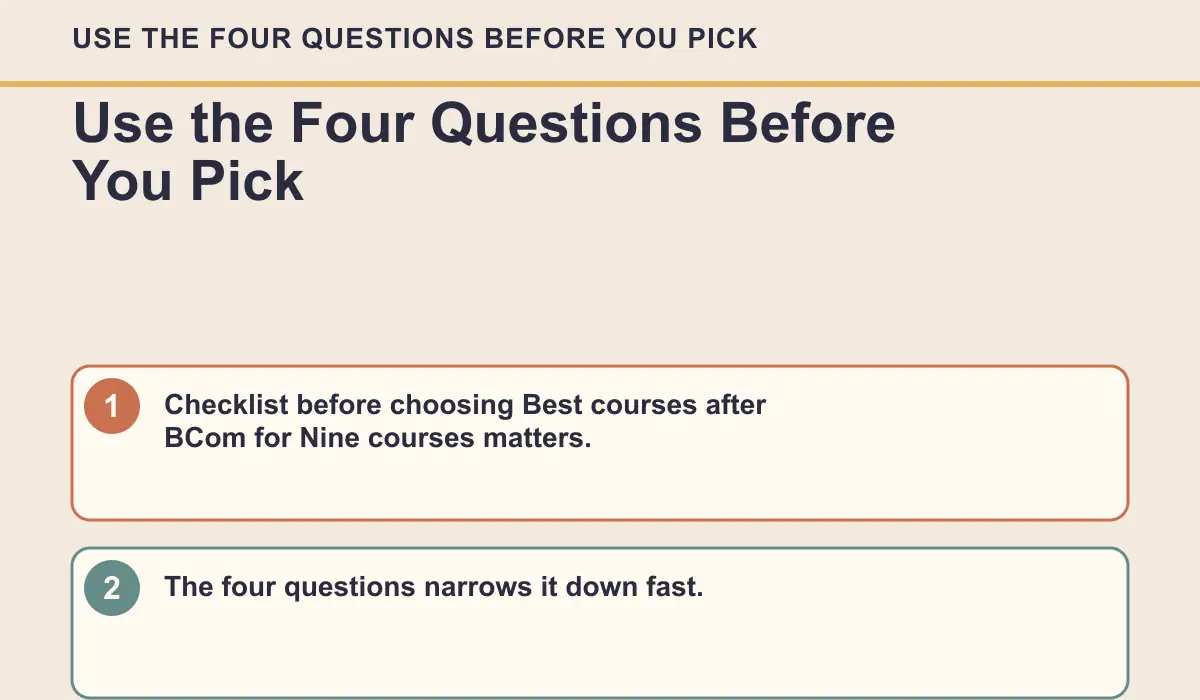 USE THE FOUR QUESTIONS BEFORE YOU PICK
Use the Four Questions Before
You Pick
1
Checklist before choosing Best courses after
BCom for Nine courses matters.
2
The four questions narrows it down fast.